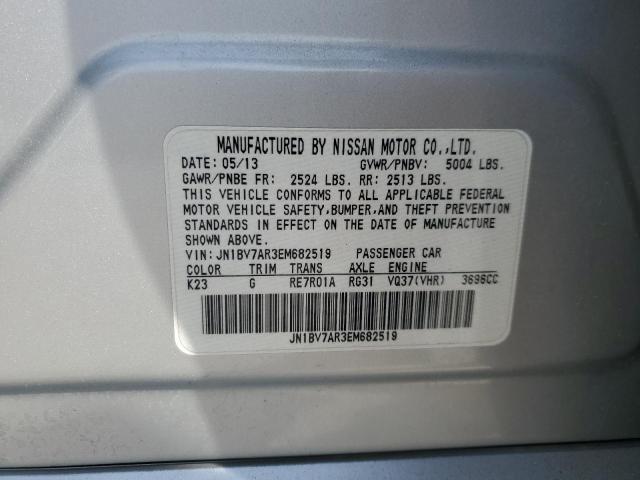 MANUFACTURED BY NISSAN MOTOR CO.,LTD.
DATE: 05/13 GVWR/PNBV: 5004 LBS.
GAWR/PNBE FR: 2524 LBS. RR: 2513 LBS.
THIS VEHICLE CONFORMS TO ALL APPLICABLE FEDERAL
MOTOR VEHICLE SAFETY,BUMPER,AND THEFT PREVENTION
STANDARDS IN EFFECT ON THE DATE OF MANUFACTURE
SHOWN ABOVE.
VIN: JN1BV7AR3EM682519 PASSENGER CAR
COLOR TRIM TRANS AXLE ENGINE
K23 G RE7R01A RG31 VQ37(VHR) 3696CC
JN1BV7AR3EM682519